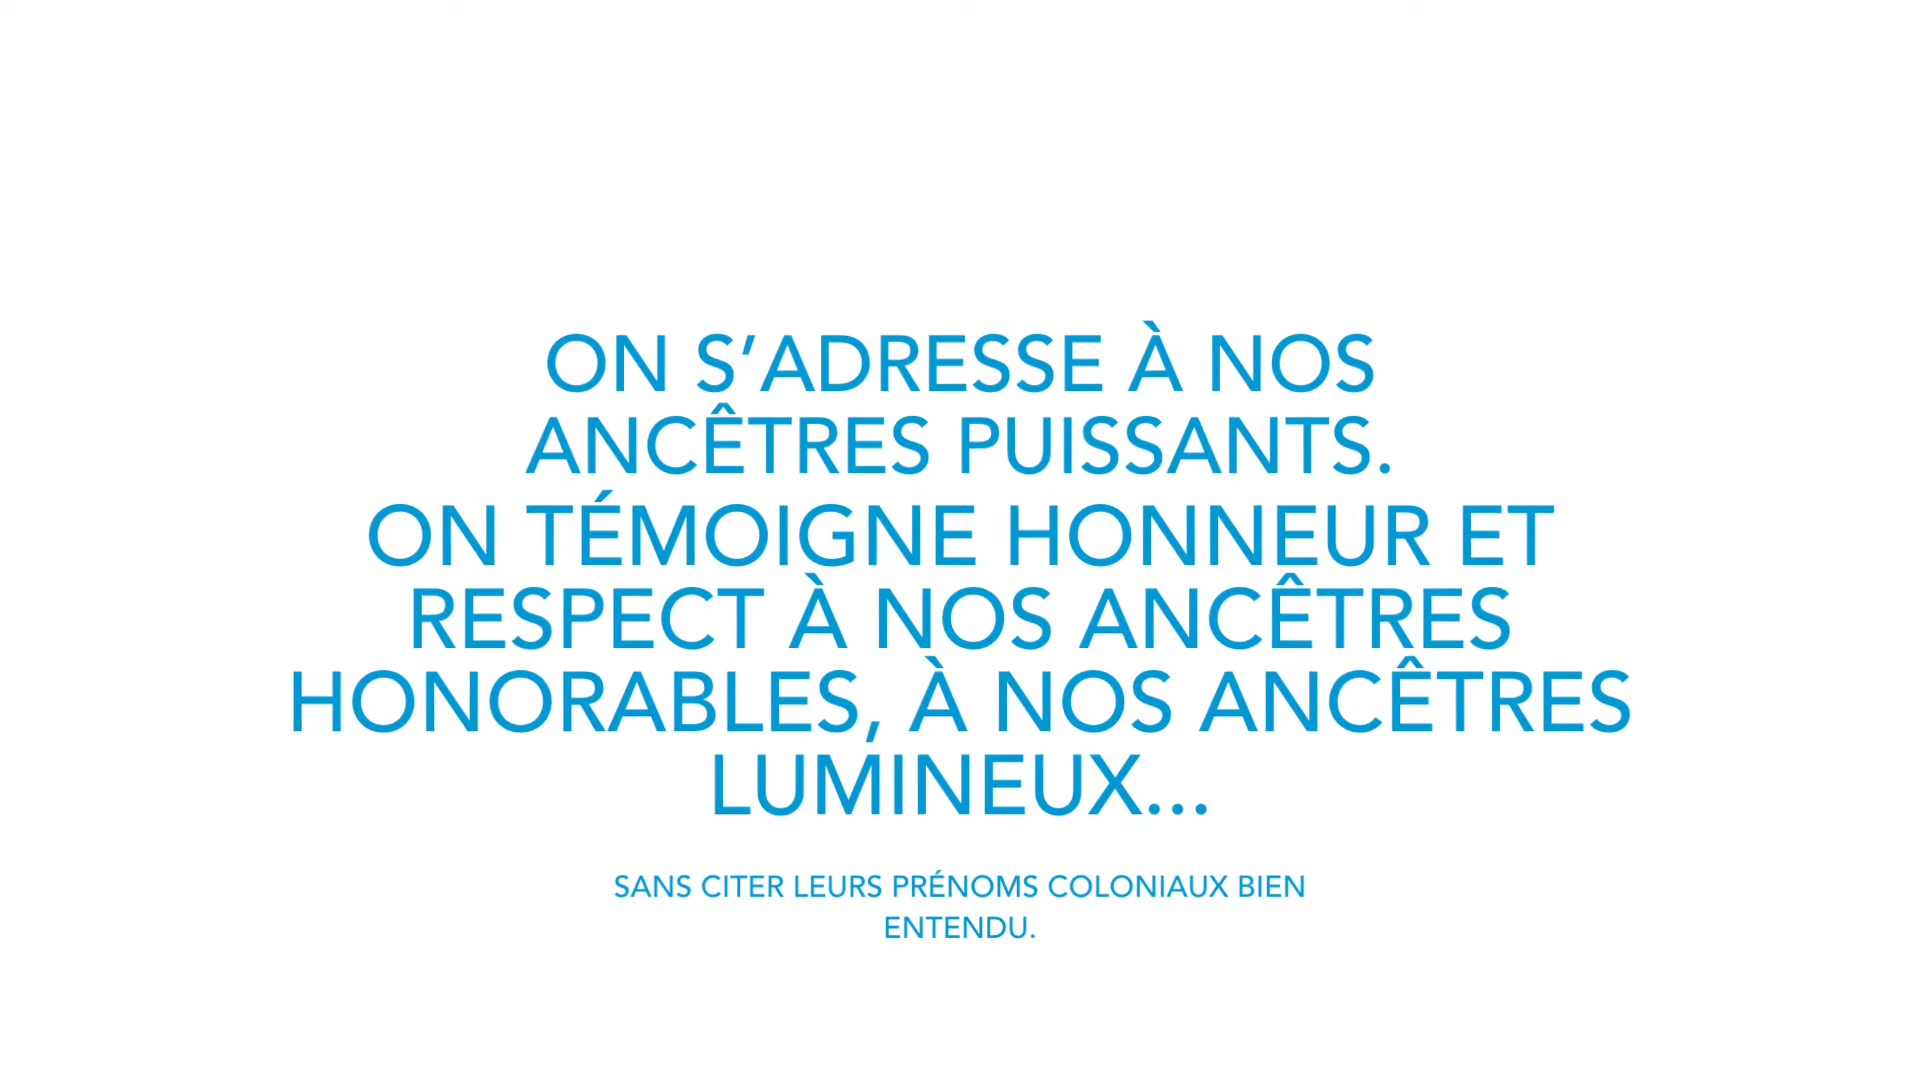 ON S’ADRESSE À NOS
ANCÊTRES PUISSANTS.
ON TÉMOIGNE HONNEUR ET
RESPECT À NOS ANCÊTRES
HONORABLES, À NOS ANCÊTRES
LUMINEUX...
SANS CITER LEURS PRÉNOMS COLONIAUX BIEN
ENTENDU.